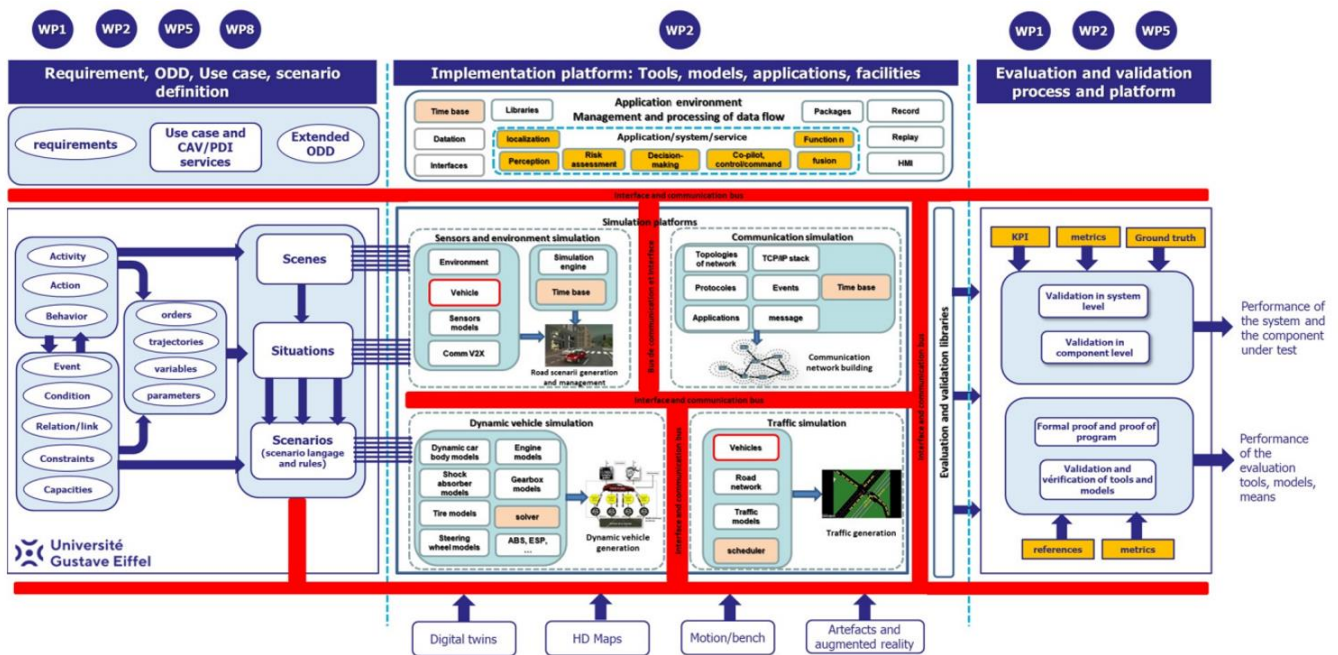 WP1
WP2
WP5
WP8
WP2
WP1
WP2
WP5
Requirement, ODD, Use case, scenario
definition
Implementation platform: Tools, models, applications, facilities
Evaluation and validation
process and platform
requirements
Use case and
CAV/PDI
services
Extended
ODD
Time base
Libraries
Application environment
Management and processing of data flow
Packages
Record
Datation
Application/system/service
Replay
localization
Function n
Interfaces
Perception
Risk
assessment
Decision-
making
Co-pilot,
control/command
fusion
HMI
Interface and communication bus
Activity
Action
Behavior
Event
Condition
Relation/link
Constraints
Capacities
orders
trajectories
variables
parameters
Scenes
Situations
Scenarios
(scenario langage
and rules)
Université
Gustave Eiffel
Simulation platforms
Sensors and environment simulation
Environment
Vehicle
Sensors
models
Comm V2X
Simulation
engine
Time base
Road scenarii generation
and management
Bus de communication et interface
Communication simulation
Topologies
of network
TCP/IP stack
Protocoles
Events
Time base
Applications
message
Communication
network building
Interface and communication bus
Dynamic vehicle simulation
Dynamic car
body models
Engine
models
Shock
absorber
models
Gearbox
models
Tire models
solver
Steering
wheel models
ABS, ESP,
....
Dynamic vehicle
generation
Interface and communication bus
Traffic simulation
Vehicles
Road
network
Traffic
models
scheduler
Traffic generation
Interface and communication bus
Evaluation and validation libraries
KPI
metrics
Ground truth
Validation in system
level
Validation in
component level
Formal proof and proof of
program
Validation and
vérification of tools and
models
references
metrics
Performance of
the system and
the component
under test
Performance
of the
evaluation
tools, models,
means
Digital twins
HD Maps
Motion/bench
Artefacts and
augmented reality